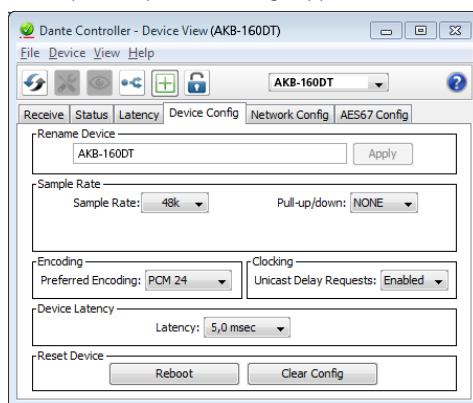 Dante Controller - Device View (AKB-160DT)
File Device View Help
AKB-160DT
Receive Status Latency Device Config Network Config AES67 Config
Rename Device
AKB-160DT Apply
Sample Rate
Sample Rate: 48k Pull-up/down: NONE
Encoding Clocking
Preferred Encoding: PCM 24 Unicast Delay Requests: Enabled
Device Latency
Latency: 5,0 msec
Reset Device
Reboot Clear Config